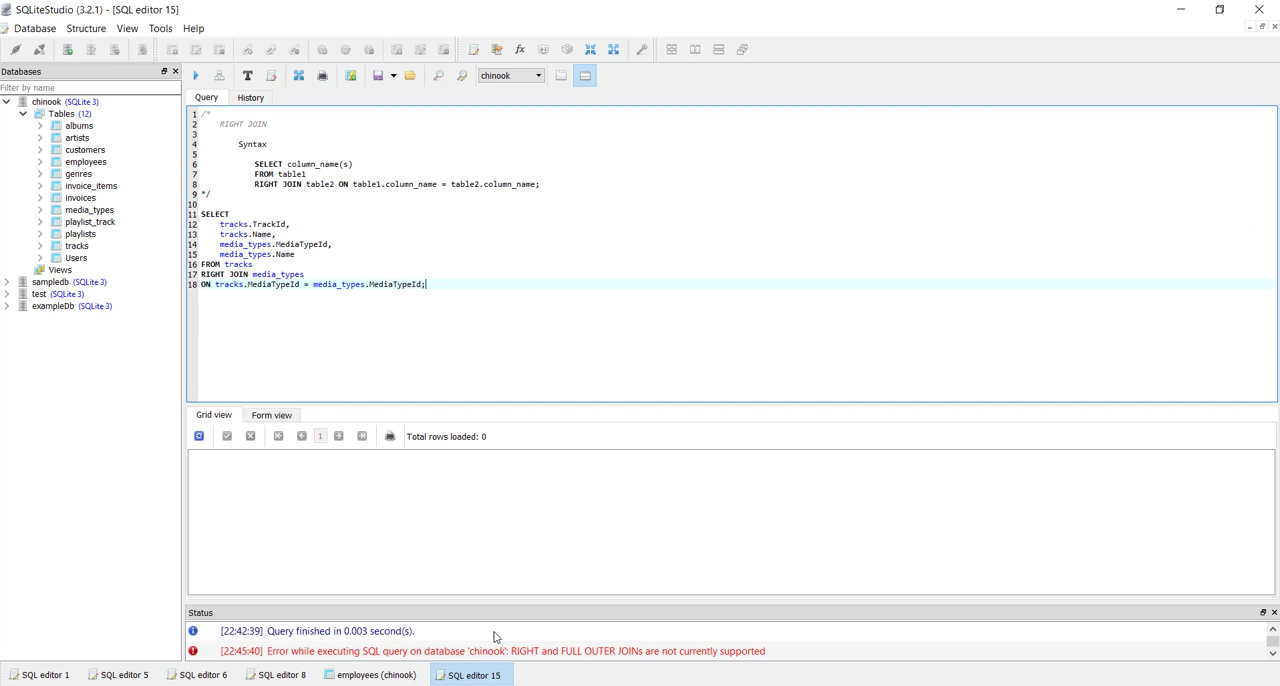 SQLiteStudio (3.2.1) - [SQL editor 15]
Database Structure View Tools Help
Databases
Filter by name
chinook (SQLite 3)
Tables (12)
albums
artists
customers
employees
genres
invoice_items
invoices
media_types
playlist_track
playlists
tracks
Users
Views
sampledb (SQLite 3)
test (SQLite 3)
exampleDb (SQLite 3)
chinook
Query History
1 /*
2 RIGHT JOIN
3
4 Syntax
5
6 SELECT column_name(s)
7 FROM table1
8 RIGHT JOIN table2 ON table1.column_name = table2.column_name;
9 */
10
11 SELECT
12 tracks.TrackId,
13 tracks.Name,
14 media_types.MediaTypeId,
15 media_types.Name
16 FROM tracks
17 RIGHT JOIN media_types
18 ON tracks.MediaTypeId = media_types.MediaTypeId;
Grid view Form view
1 Total rows loaded: 0
Status
[22:42:39] Query finished in 0.003 second(s).
[22:45:40] Error while executing SQL query on database 'chinook': RIGHT and FULL OUTER JOINs are not currently supported
SQL editor 1 SQL editor 5 SQL editor 6 SQL editor 8 employees (chinook) SQL editor 15